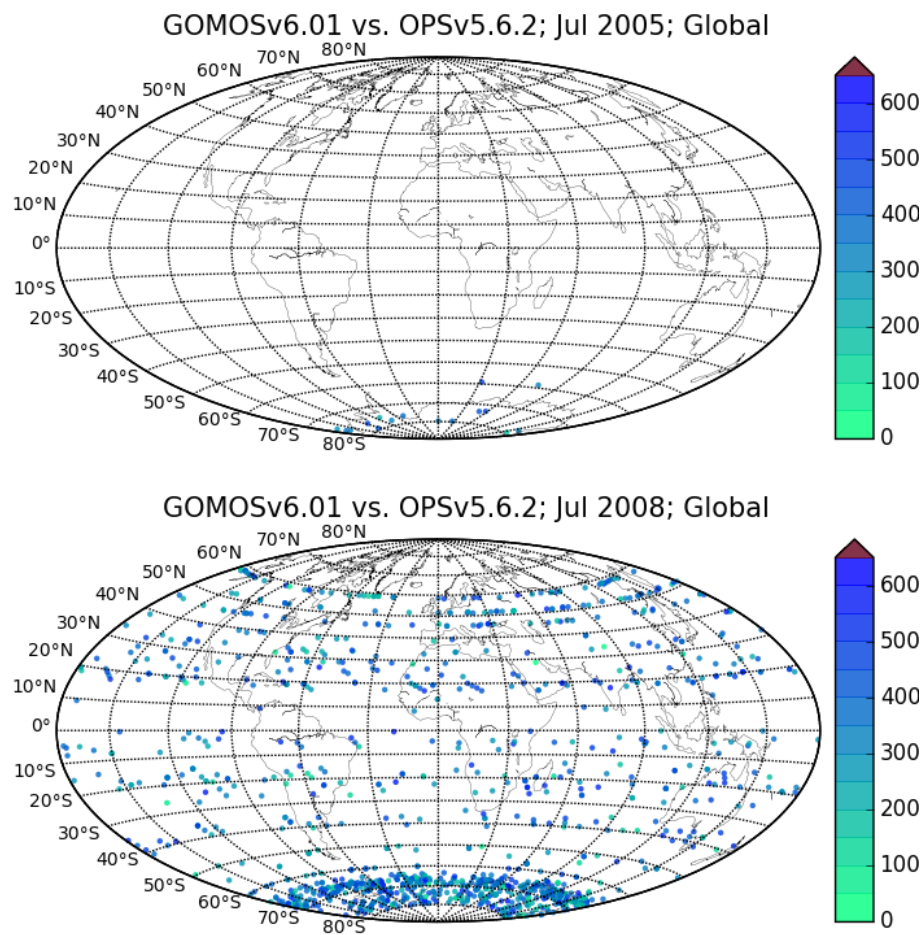 GOMOSv6.01 vs. OPSv5.6.2; Jul 2005; Global
80°N
70°N
60°N
50°N
40°N
30°N
20°N
10°N
0°
10°S
20°S
30°S
40°S
50°S
60°S
70°S
80°S
600
500
400
300
200
100
0
GOMOSv6.01 vs. OPSv5.6.2; Jul 2008; Global
80°N
70°N
60°N
50°N
40°N
30°N
20°N
10°N
0°
10°S
20°S
30°S
40°S
50°S
60°S
70°S
80°S
600
500
400
300
200
100
0